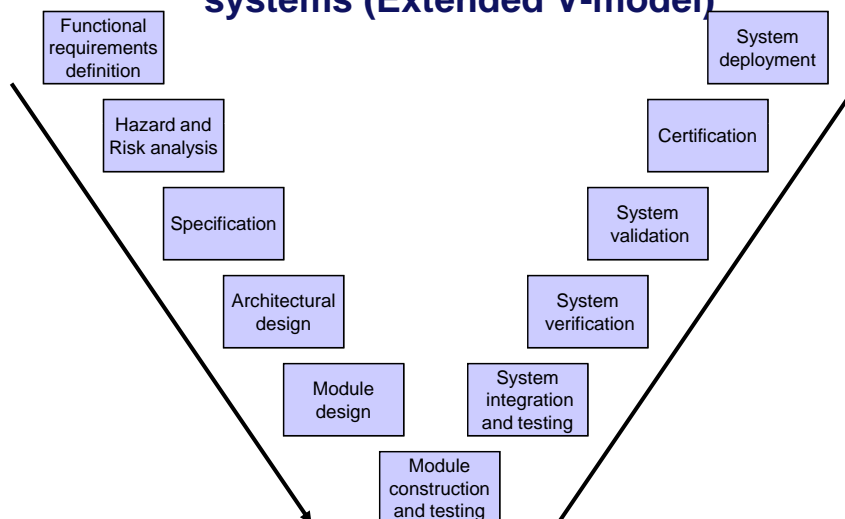 systems (Extended V-model)
Functional
requirements
definition
System
deployment
Hazard and
Risk analysis
Certification
Specification
System
validation
Architectural
design
System
verification
Module
design
System
integration
and testing
Module
construction
and testing